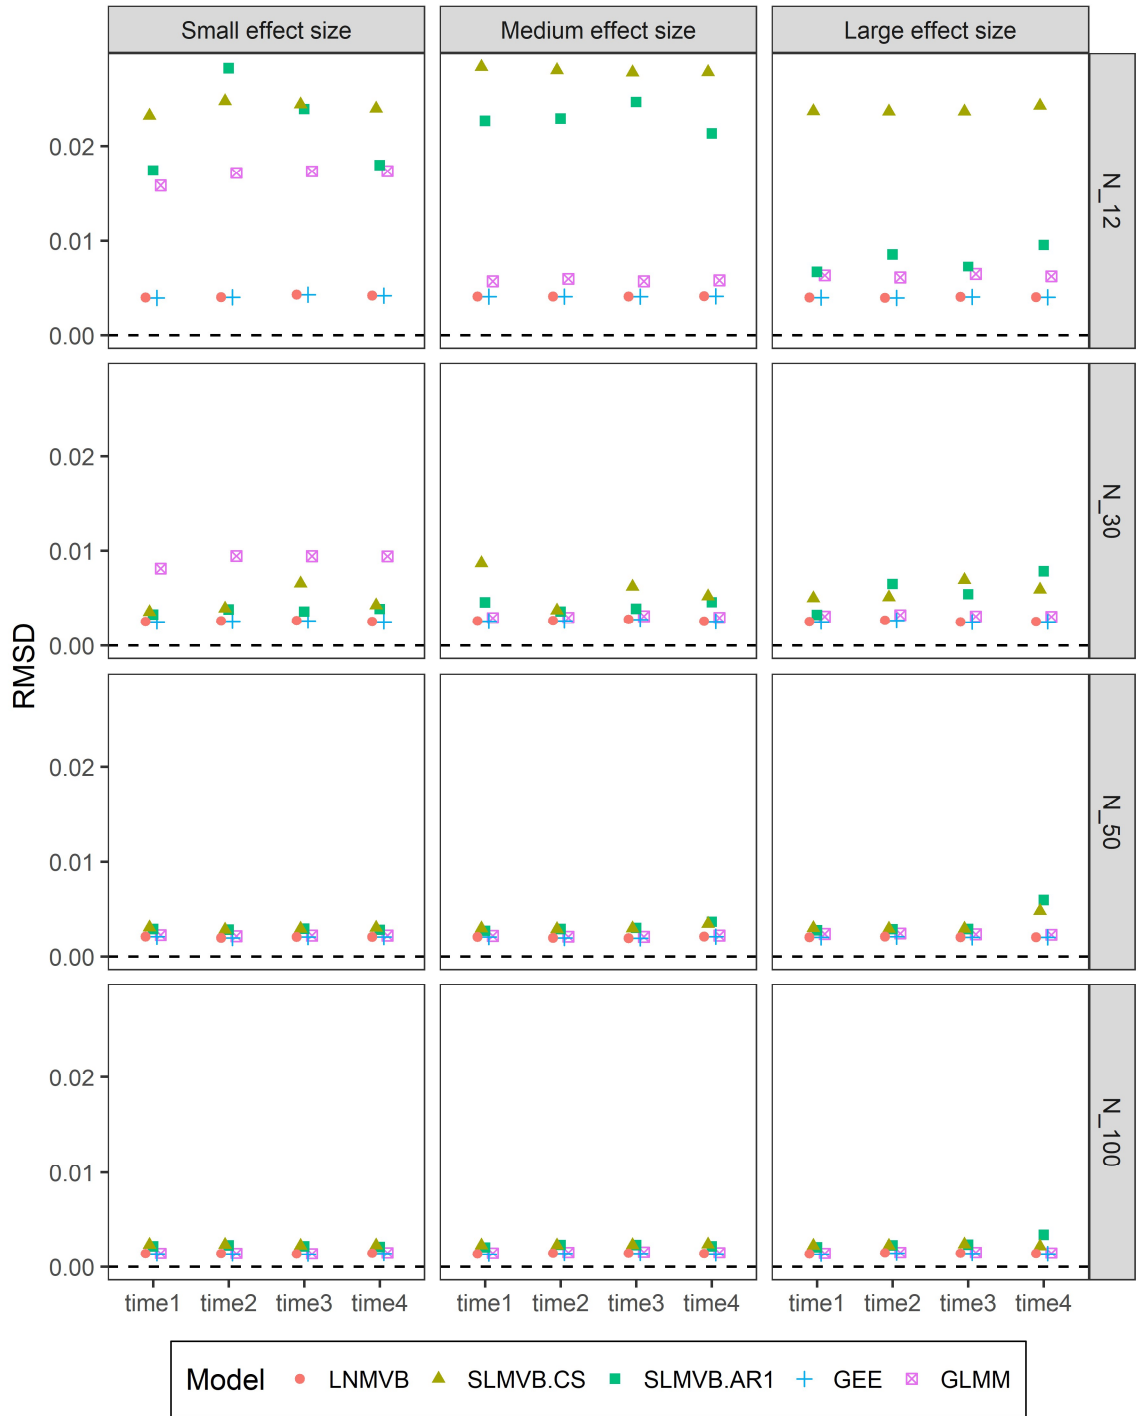 Small effect size
Medium effect size
Large effect size
RMSD
0.02
0.01
0.00
N_12
0.02
0.01
0.00
N_30
0.02
0.01
0.00
N_50
0.02
0.01
0.00
N_100
time1 time2 time3 time4
time1 time2 time3 time4
time1 time2 time3 time4
Model LNMVB SLMVB.CS SLMVB.AR1 GEE GLMM